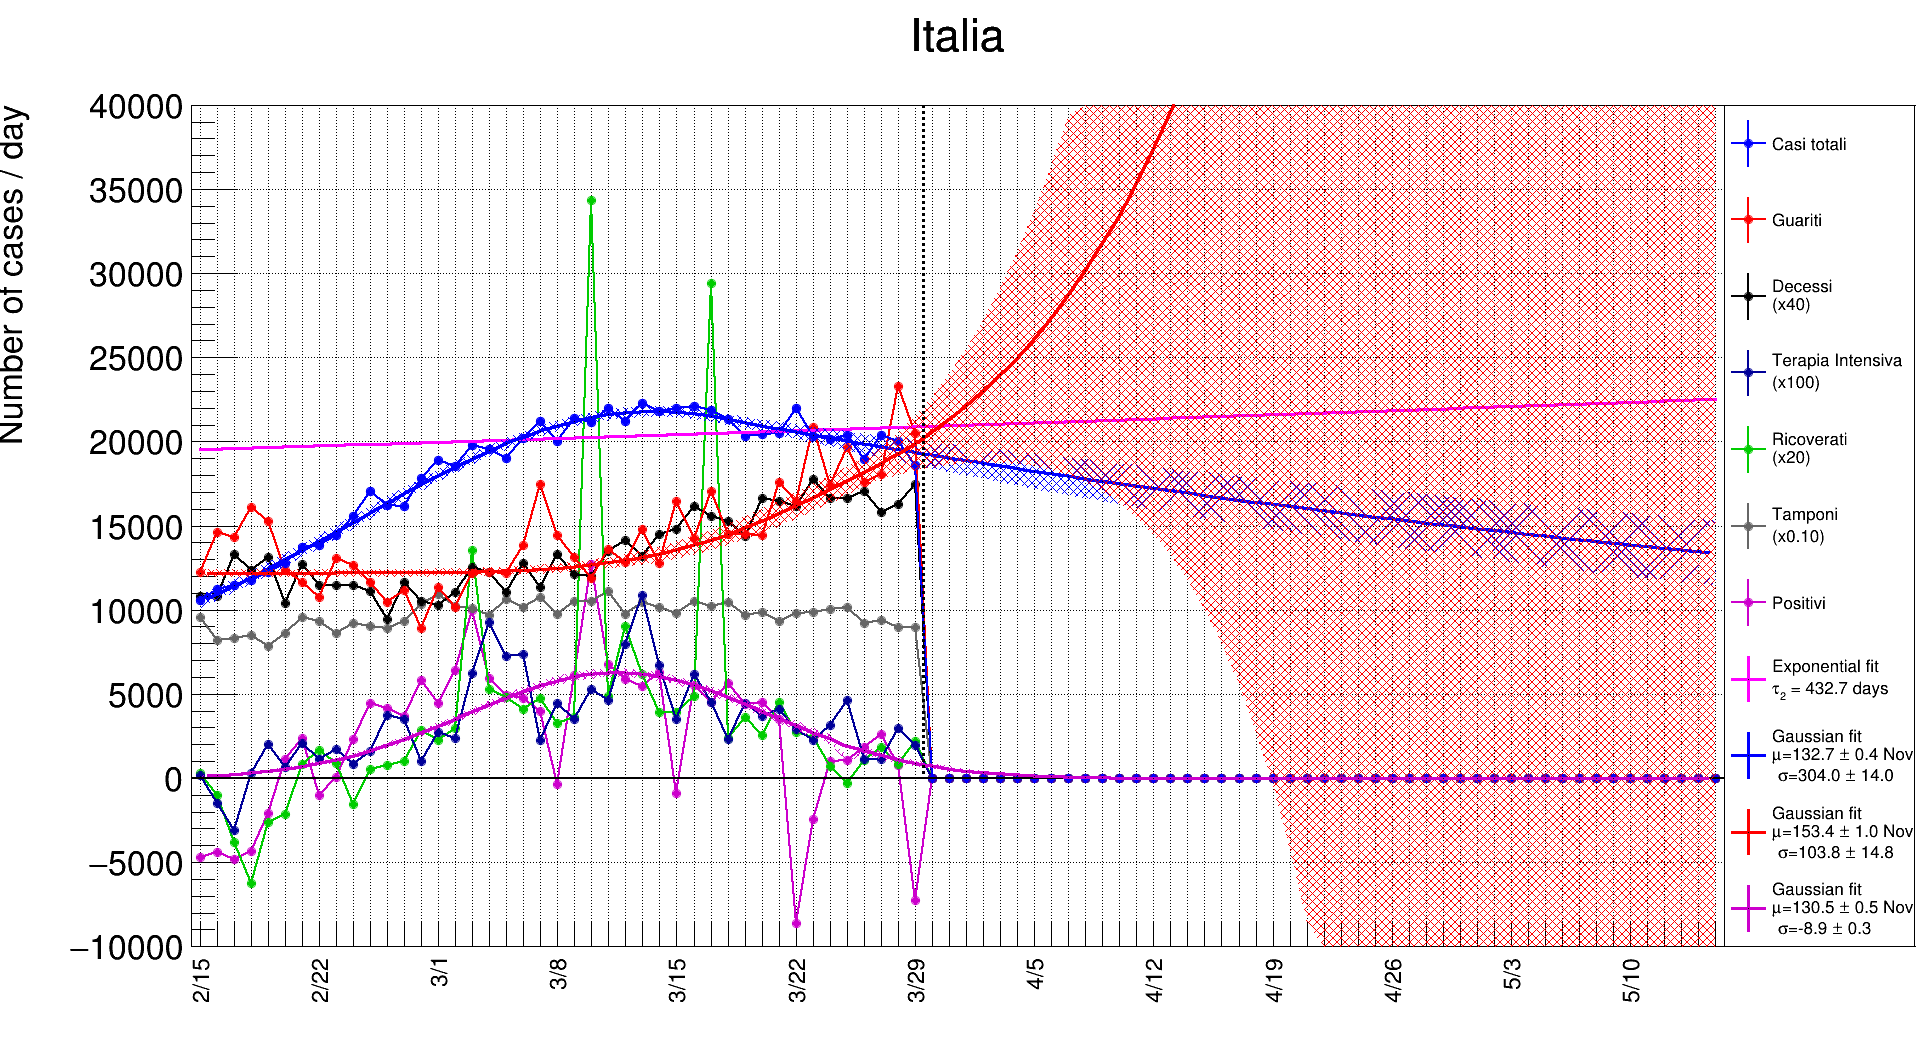 Italia
Number of cases / day
40000
35000
30000
25000
20000
15000
10000
5000
0
−5000
−10000
2/15
2/22
3/1
3/8
3/15
3/22
3/29
4/5
4/12
4/19
4/26
5/3
5/10
Casi totali
Guariti
Decessi
(x40)
Terapia Intensiva
(x100)
Ricoverati
(x20)
Tamponi
(x0.10)
Positivi
Exponential fit
τ2 = 432.7 days
Gaussian fit
μ=132.7 ± 0.4 Nov
σ=304.0 ± 14.0
Gaussian fit
μ=153.4 ± 1.0 Nov
σ=103.8 ± 14.8
Gaussian fit
μ=130.5 ± 0.5 Nov
σ=-8.9 ± 0.3